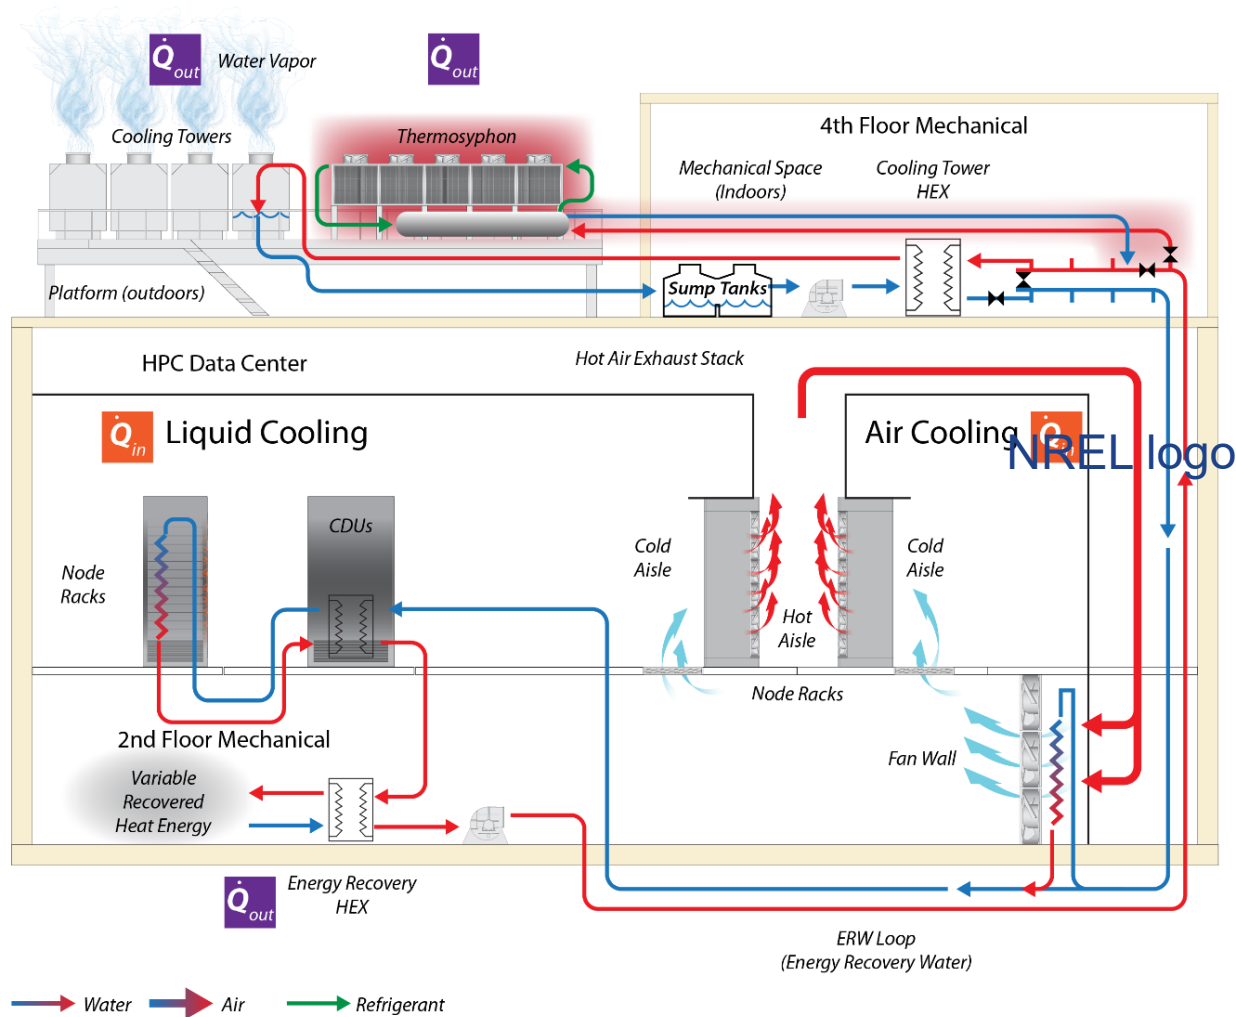 Q̇out
Water Vapor
Q̇out
Cooling Towers
Thermosyphon
4th Floor Mechanical
Mechanical Space
(Indoors)
Cooling Tower
HEX
Platform (outdoors)
Sump Tanks
HPC Data Center
Hot Air Exhaust Stack
Q̇in
Liquid Cooling
Air Cooling
Q̇in
NREL logo
CDUs
Node
Racks
Cold
Aisle
Cold
Aisle
Hot
Aisle
Node Racks
2nd Floor Mechanical
Fan Wall
Variable
Recovered
Heat Energy
Q̇out
Energy Recovery
HEX
ERW Loop
(Energy Recovery Water)
Water
Air
Refrigerant